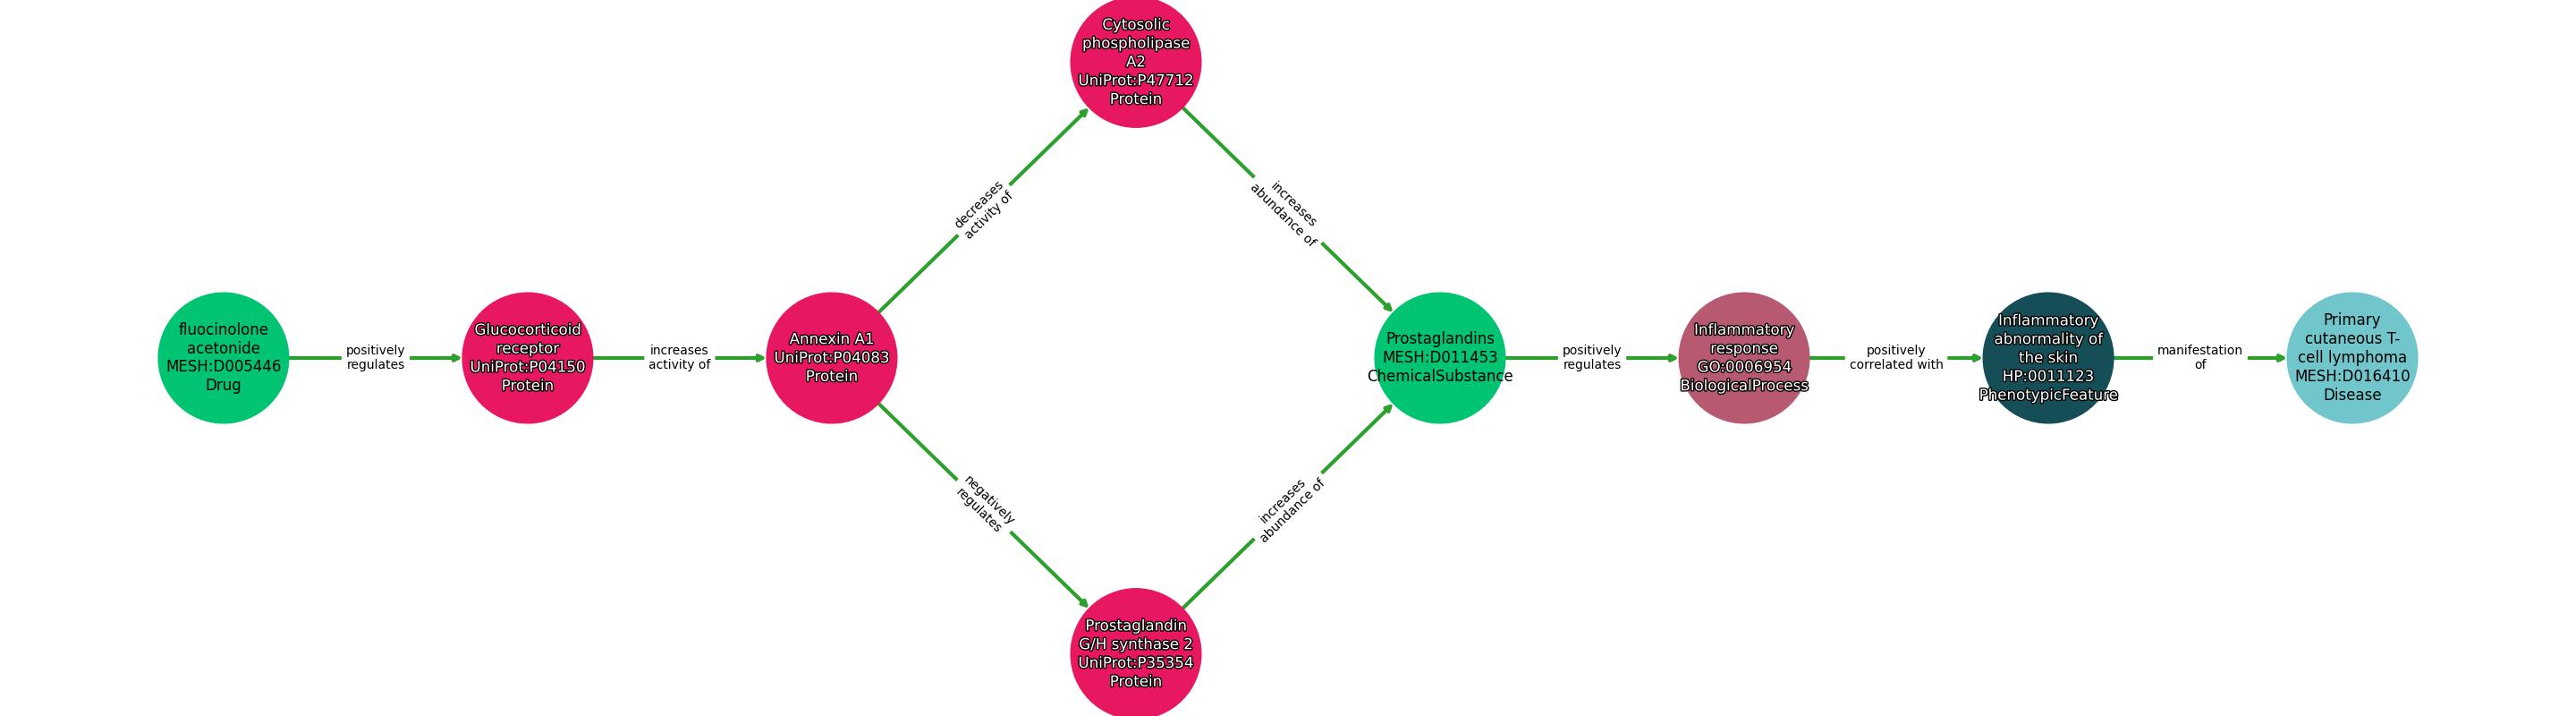 Cytosolic
phospholipase
A2
UniProt:P47712
Protein
decreases
activity of
increases
abundance of
fluocinolone
acetonide
MESH:D005446
Drug
positively
regulates
Glucocorticoid
receptor
UniProt:P04150
Protein
increases
activity of
Annexin A1
UniProt:P04083
Protein
Prostaglandins
MESH:D011453
ChemicalSubstance
positively
regulates
Inflammatory
response
GO:0006954
BiologicalProcess
positively
correlated with
Inflammatory
abnormality of
the skin
HP:0011123
PhenotypicFeature
manifestation
of
Primary
cutaneous T-
cell lymphoma
MESH:D016410
Disease
negatively
regulates
increases
abundance of
Prostaglandin
G/H synthase 2
UniProt:P35354
Protein